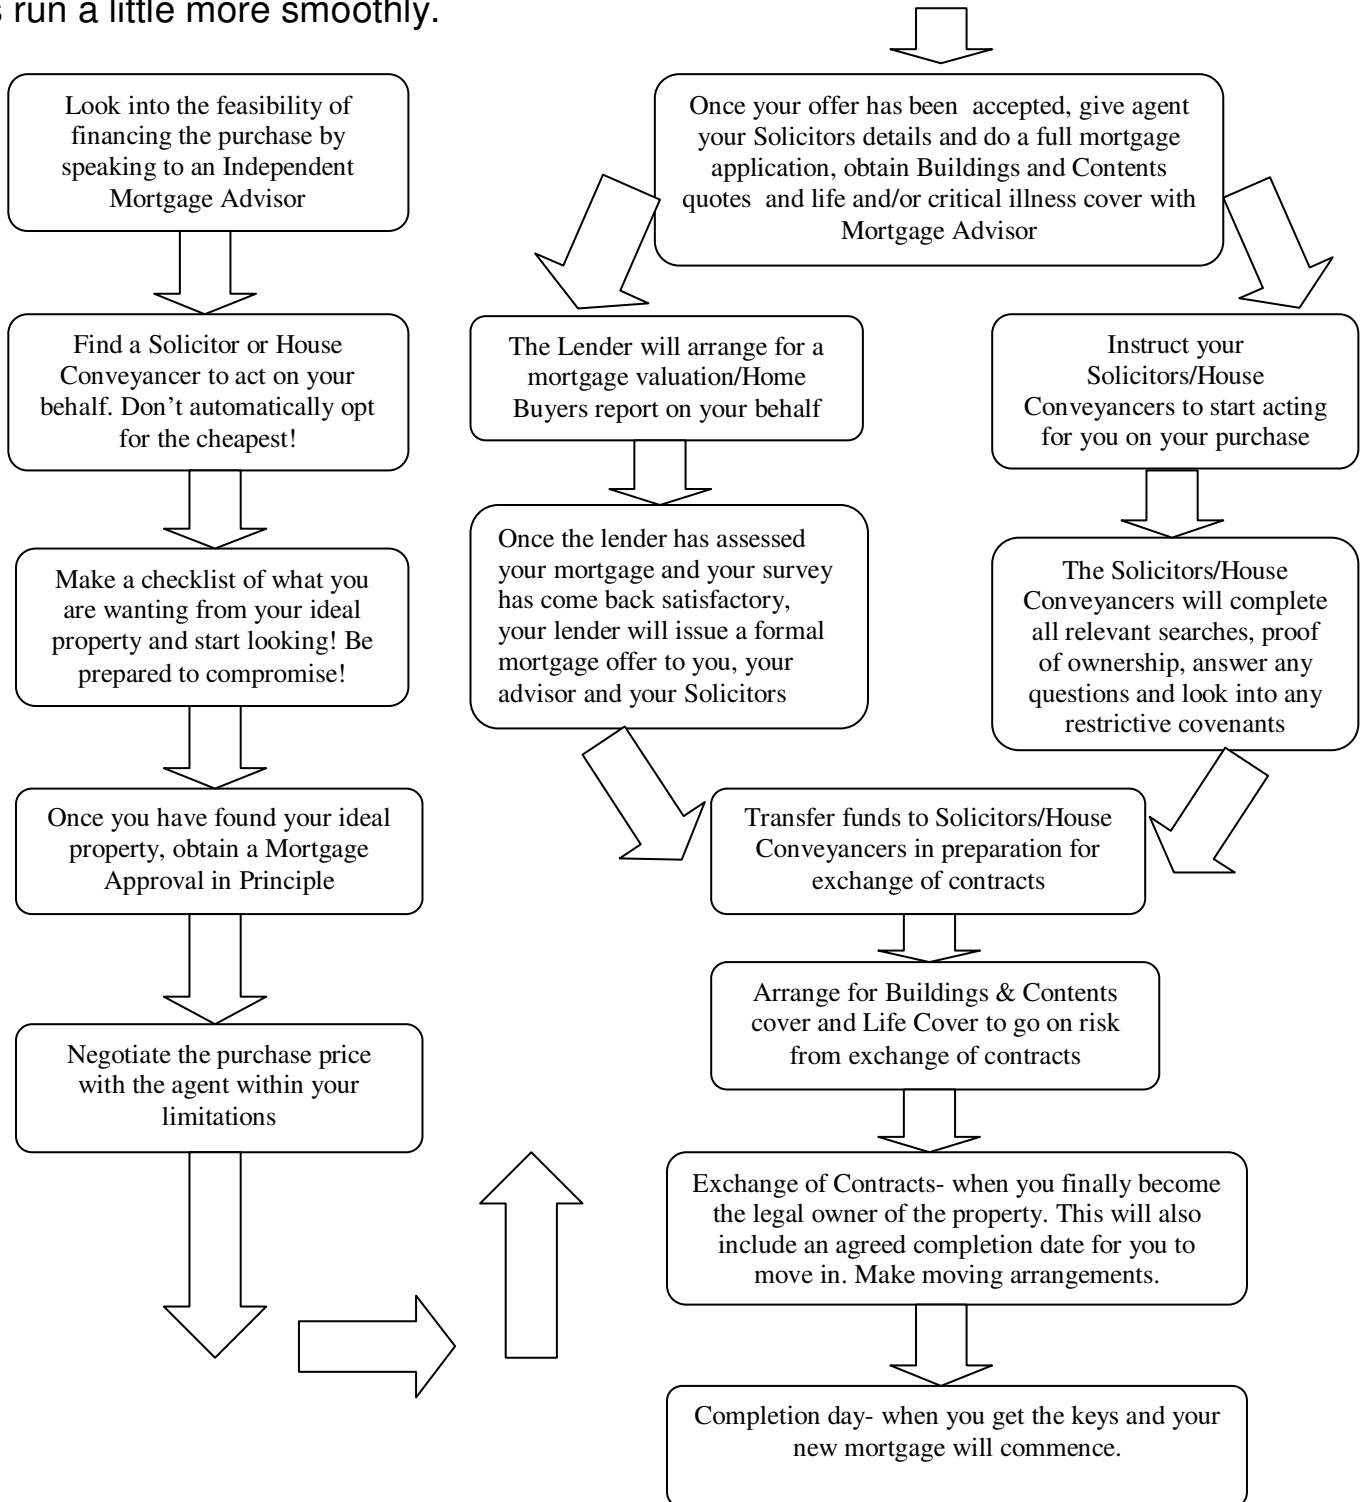 s run a little more smoothly.
Look into the feasibility of
financing the purchase by
speaking to an Independent
Mortgage Advisor
Find a Solicitor or House
Conveyancer to act on your
behalf. Don’t automatically opt
for the cheapest!
Make a checklist of what you
are wanting from your ideal
property and start looking! Be
prepared to compromise!
Once you have found your ideal
property, obtain a Mortgage
Approval in Principle
Negotiate the purchase price
with the agent within your
limitations
Once your offer has been accepted, give agent
your Solicitors details and do a full mortgage
application, obtain Buildings and Contents
quotes and life and/or critical illness cover with
Mortgage Advisor
The Lender will arrange for a
mortgage valuation/Home
Buyers report on your behalf
Once the lender has assessed
your mortgage and your survey
has come back satisfactory,
your lender will issue a formal
mortgage offer to you, your
advisor and your Solicitors
Instruct your
Solicitors/House
Conveyancers to start acting
for you on your purchase
The Solicitors/House
Conveyancers will complete
all relevant searches, proof
of ownership, answer any
questions and look into any
restrictive covenants
Transfer funds to Solicitors/House
Conveyancers in preparation for
exchange of contracts
Arrange for Buildings & Contents
cover and Life Cover to go on risk
from exchange of contracts
Exchange of Contracts- when you finally become
the legal owner of the property. This will also
include an agreed completion date for you to
move in. Make moving arrangements.
Completion day- when you get the keys and your
new mortgage will commence.